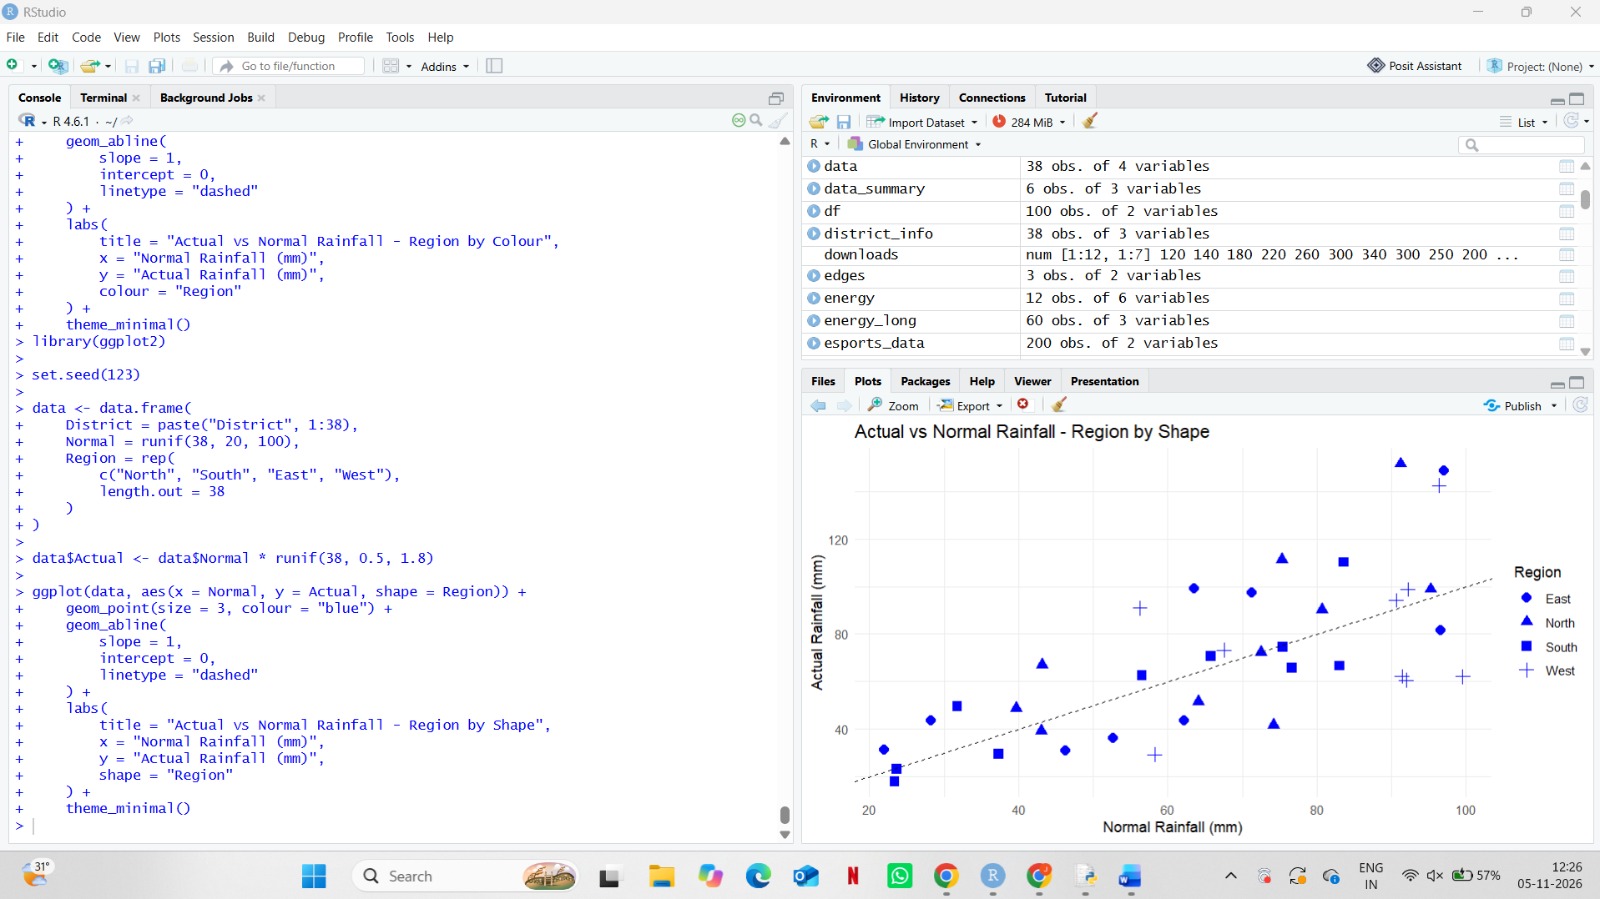 RStudio
File Edit Code View Plots Session Build Debug Profile Tools Help
Go to file/function Addins Posit Assistant Project: (None)
Console Terminal Background Jobs
R 4.6.1 · ~/
+     geom_abline(
+         slope = 1,
+         intercept = 0,
+         linetype = "dashed"
+     ) +
+     labs(
+         title = "Actual vs Normal Rainfall - Region by Colour",
+         x = "Normal Rainfall (mm)",
+         y = "Actual Rainfall (mm)",
+         colour = "Region"
+     ) +
+     theme_minimal()
> library(ggplot2)
>
> set.seed(123)
>
> data <- data.frame(
+     District = paste("District", 1:38),
+     Normal = runif(38, 20, 100),
+     Region = rep(
+         c("North", "South", "East", "West"),
+         length.out = 38
+     )
+ )
>
> data$Actual <- data$Normal * runif(38, 0.5, 1.8)
>
> ggplot(data, aes(x = Normal, y = Actual, shape = Region)) +
+     geom_point(size = 3, colour = "blue") +
+     geom_abline(
+         slope = 1,
+         intercept = 0,
+         linetype = "dashed"
+     ) +
+     labs(
+         title = "Actual vs Normal Rainfall - Region by Shape",
+         x = "Normal Rainfall (mm)",
+         y = "Actual Rainfall (mm)",
+         shape = "Region"
+     ) +
+     theme_minimal()
>
Environment History Connections Tutorial
Import Dataset 284 MiB List
R Global Environment
data 38 obs. of 4 variables
data_summary 6 obs. of 3 variables
df 100 obs. of 2 variables
district_info 38 obs. of 3 variables
downloads num [1:12, 1:7] 120 140 180 220 260 300 340 300 250 200 ...
edges 3 obs. of 2 variables
energy 12 obs. of 6 variables
energy_long 60 obs. of 3 variables
esports_data 200 obs. of 2 variables
Files Plots Packages Help Viewer Presentation
Zoom Export Publish
Actual vs Normal Rainfall - Region by Shape
Actual Rainfall (mm)
120
80
40
20 40 60 80 100
Normal Rainfall (mm)
Region
East
North
South
West
31°
Search
ENG
IN
57%
12:26
05-11-2026